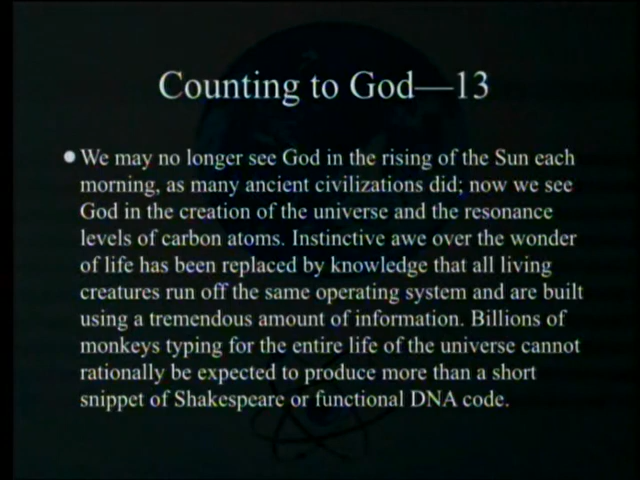 Counting to God—13
● We may no longer see God in the rising of the Sun each
morning, as many ancient civilizations did; now we see
God in the creation of the universe and the resonance
levels of carbon atoms. Instinctive awe over the wonder
of life has been replaced by knowledge that all living
creatures run off the same operating system and are built
using a tremendous amount of information. Billions of
monkeys typing for the entire life of the universe cannot
rationally be expected to produce more than a short
snippet of Shakespeare or functional DNA code.